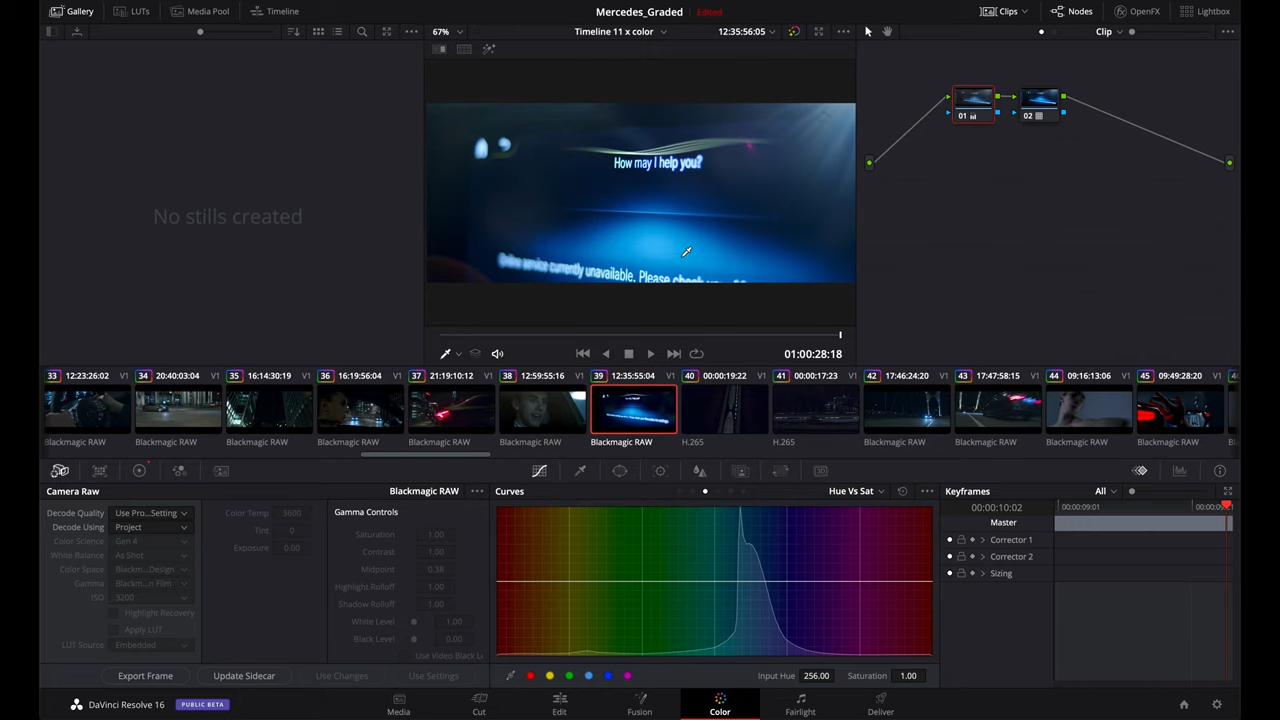 Gallery LUTs Media Pool Timeline Mercedes_Graded Edited Clips Nodes OpenFX Lightbox
67% Timeline 11 x color 12:35:56:05 Clip
No stills created
How may I help you?
Online service currently unavailable. Please check
01 02
01:00:28:18
33 12:23:26:02 V1 34 20:40:03:04 V1 35 16:14:30:19 V1 36 16:19:56:04 V1 37 21:19:10:12 V1 38 12:59:55:16 V1 39 12:35:55:04 V1 40 00:00:19:22 V1 41 00:00:17:23 V1 42 17:46:24:20 V1 43 17:47:58:15 V1 44 09:16:13:06 V1 45 09:49:28:20 V1
Blackmagic RAW Blackmagic RAW Blackmagic RAW Blackmagic RAW Blackmagic RAW Blackmagic RAW Blackmagic RAW H.265 H.265 Blackmagic RAW Blackmagic RAW Blackmagic RAW Blackmagic RAW
Camera Raw Blackmagic RAW Curves Hue Vs Sat Keyframes All
Decode Quality Use Pro...Setting
Decode Using Project
Color Science Gen 4
White Balance As Shot
Color Space Blackm...Design
Gamma Blackm...n Film
ISO 3200
Highlight Recovery
Apply LUT
LUT Source Embedded
Color Temp 3600
Tint 0
Exposure 0.00
Gamma Controls
Saturation 1.00
Contrast 1.00
Midpoint 0.38
Highlight Rolloff 1.00
Shadow Rolloff 1.00
White Level 1.00
Black Level 0.00
Use Video Black L
00:00:10:02 00:00:09:01
Master
Corrector 1
Corrector 2
Sizing
Export Frame Update Sidecar Use Changes Use Settings Input Hue 256.00 Saturation 1.00
DaVinci Resolve 16 PUBLIC BETA Media Cut Edit Fusion Color Fairlight Deliver